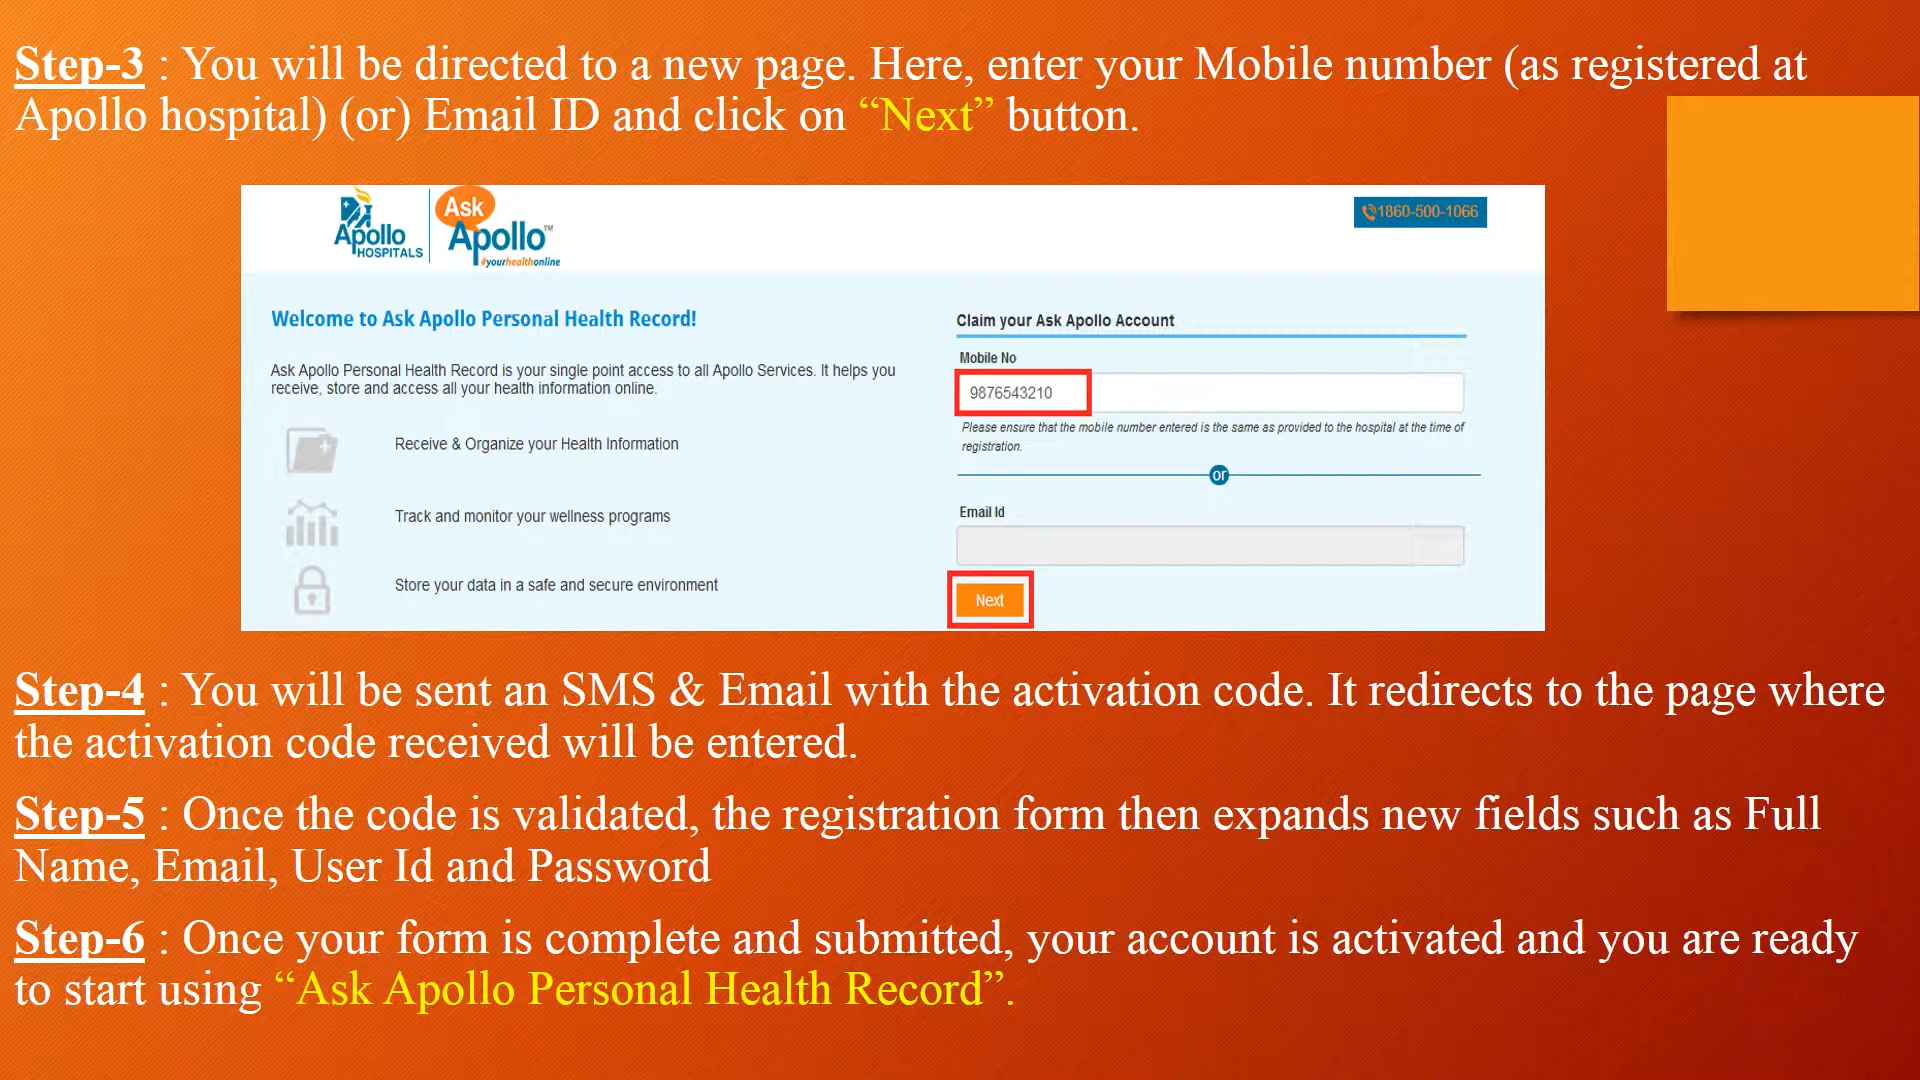 Step-3 : You will be directed to a new page. Here, enter your Mobile number (as registered at
Apollo hospital) (or) Email ID and click on “Next” button.
Apollo
HOSPITALS
Ask
Apollo™
#yourhealthonline
1860-500-1066
Welcome to Ask Apollo Personal Health Record!
Ask Apollo Personal Health Record is your single point access to all Apollo Services. It helps you
receive, store and access all your health information online.
Receive & Organize your Health Information
Track and monitor your wellness programs
Store your data in a safe and secure environment
Claim your Ask Apollo Account
Mobile No
9876543210
Please ensure that the mobile number entered is the same as provided to the hospital at the time of
registration.
or
Email Id
Next
Step-4 : You will be sent an SMS & Email with the activation code. It redirects to the page where
the activation code received will be entered.
Step-5 : Once the code is validated, the registration form then expands new fields such as Full
Name, Email, User Id and Password
Step-6 : Once your form is complete and submitted, your account is activated and you are ready
to start using “Ask Apollo Personal Health Record”.